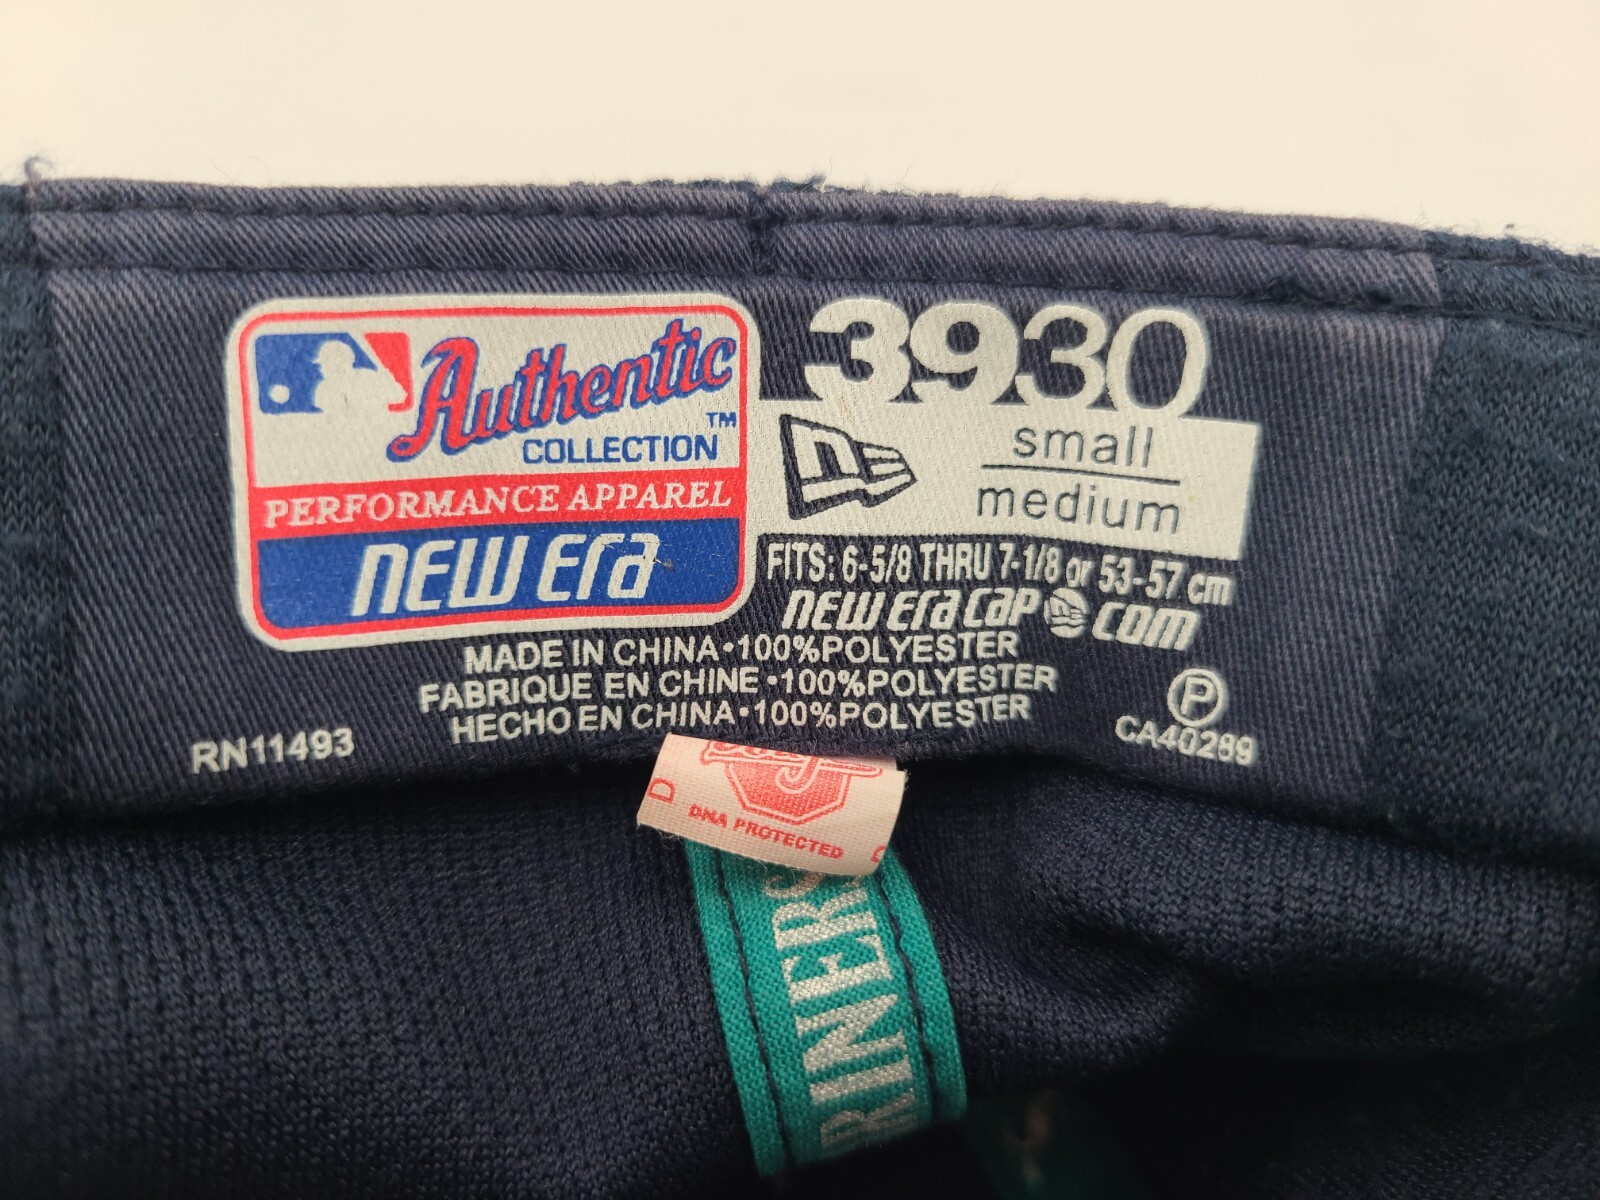 Authentic
TM
COLLECTION
PERFORMANCE APPAREL
NEW ERA
3930
small
medium
FITS: 6-5/8 THRU 7-1/8 or 53-57 cm
NEW ERA CAP com
MADE IN CHINA•100%POLYESTER
FABRIQUE EN CHINE•100%POLYESTER
HECHO EN CHINA•100%POLYESTER
RN11493
P
CA40289
D
DNA PROTECTED
RINERS